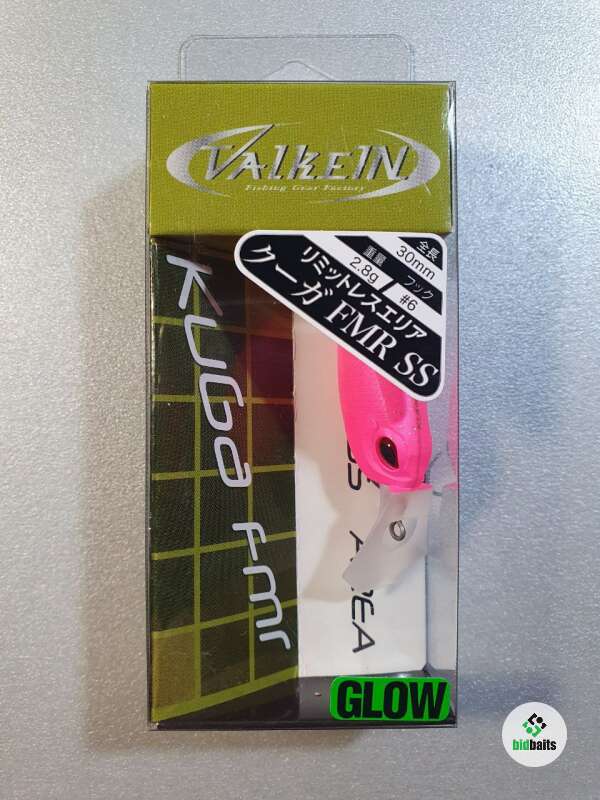 VALKEIN
Fishing Gear Factory
全長 30mm
フック #6
重量 2.8g
リミットレスエリア
クーガ FMR SS
Kuga fmr
AREA
GLOW
bidbaits